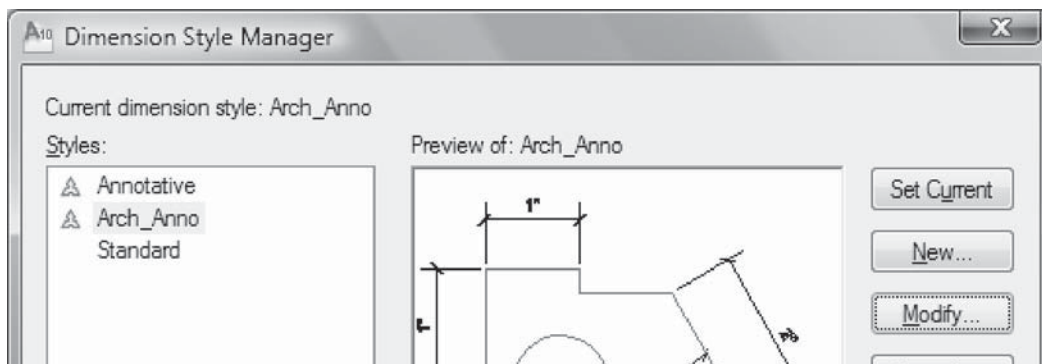 A10 Dimension Style Manager
Current dimension style: Arch_Anno
Styles:
Preview of: Arch_Anno
Annotative
Arch_Anno
Standard
1"
Set Current
New...
Modify...